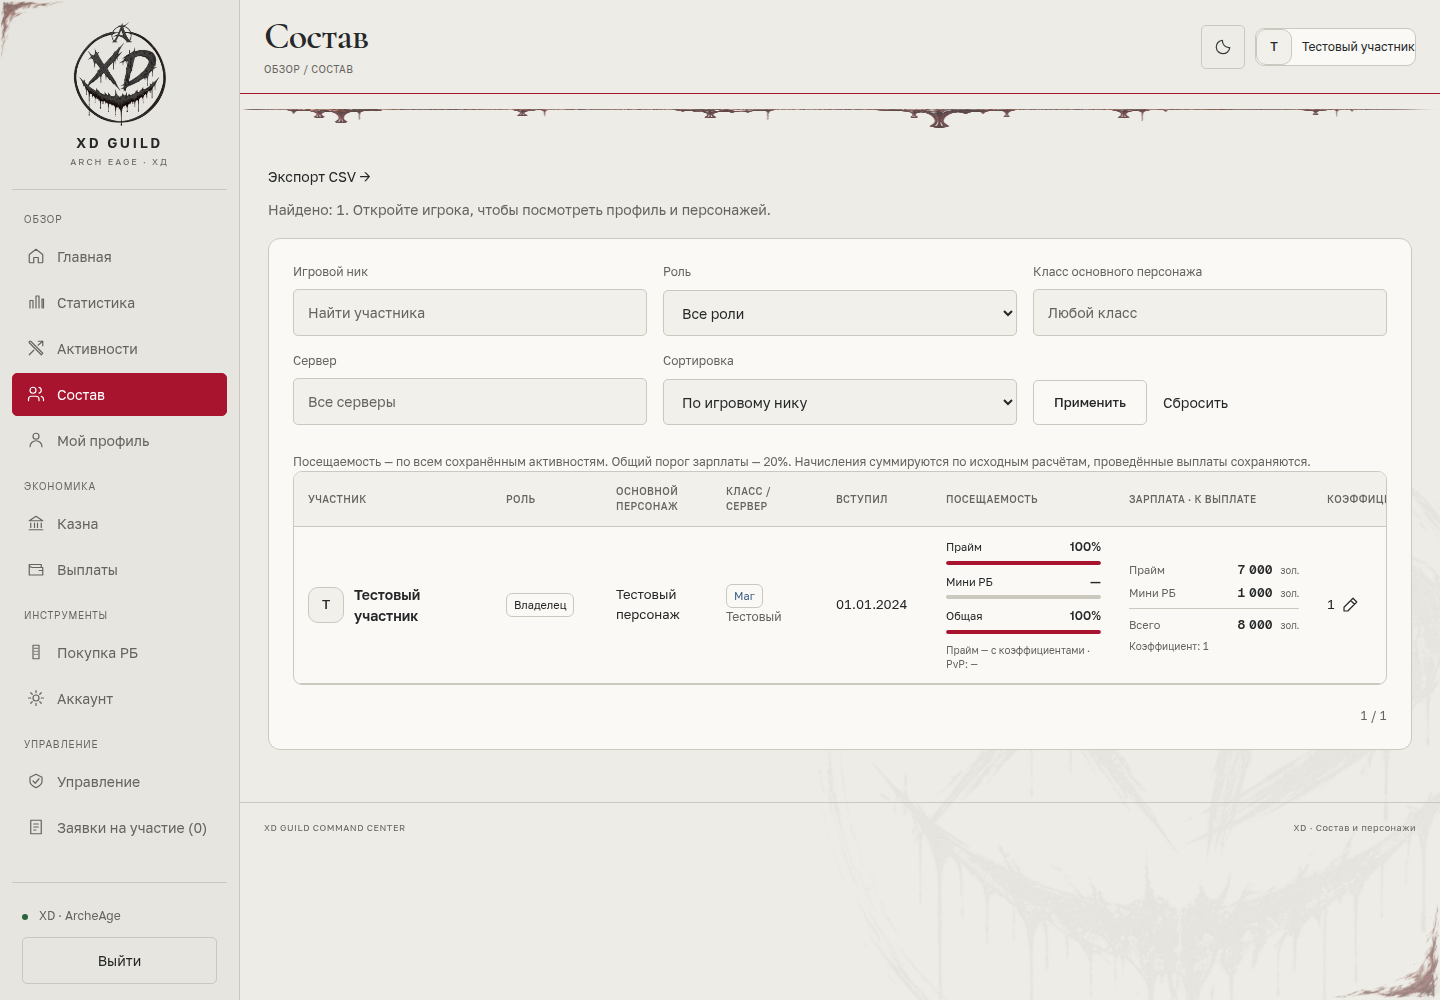 XD
XD GUILD
ARCH EAGE · ХД
ОБЗОР
Главная
Статистика
Активности
Состав
Мой профиль
ЭКОНОМИКА
Казна
Выплаты
ИНСТРУМЕНТЫ
Покупка РБ
Аккаунт
УПРАВЛЕНИЕ
Управление
Заявки на участие (0)
XD · ArcheAge
Выйти
Состав
ОБЗОР / СОСТАВ
Т
Тестовый участник
Экспорт CSV →
Найдено: 1. Откройте игрока, чтобы посмотреть профиль и персонажей.
Игровой ник
Роль
Класс основного персонажа
Найти участника
Все роли
Любой класс
Сервер
Сортировка
Все серверы
По игровому нику
Применить
Сбросить
Посещаемость — по всем сохранённым активностям. Общий порог зарплаты — 20%. Начисления суммируются по исходным расчётам, проведённые выплаты сохраняются.
УЧАСТНИК
РОЛЬ
ОСНОВНОЙ
ПЕРСОНАЖ
КЛАСС /
СЕРВЕР
ВСТУПИЛ
ПОСЕЩАЕМОСТЬ
ЗАРПЛАТА · К ВЫПЛАТЕ
КОЭФФИЦ
Т
Тестовый
участник
Владелец
Тестовый
персонаж
Маг
Тестовый
01.01.2024
Прайм 100%
Мини РБ —
Общая 100%
Прайм — с коэффициентами ·
PvP: —
Прайм 7 000 зол.
Мини РБ 1 000 зол.
Всего 8 000 зол.
Коэффициент: 1
1
1 / 1
XD GUILD COMMAND CENTER
XD · Состав и персонажи